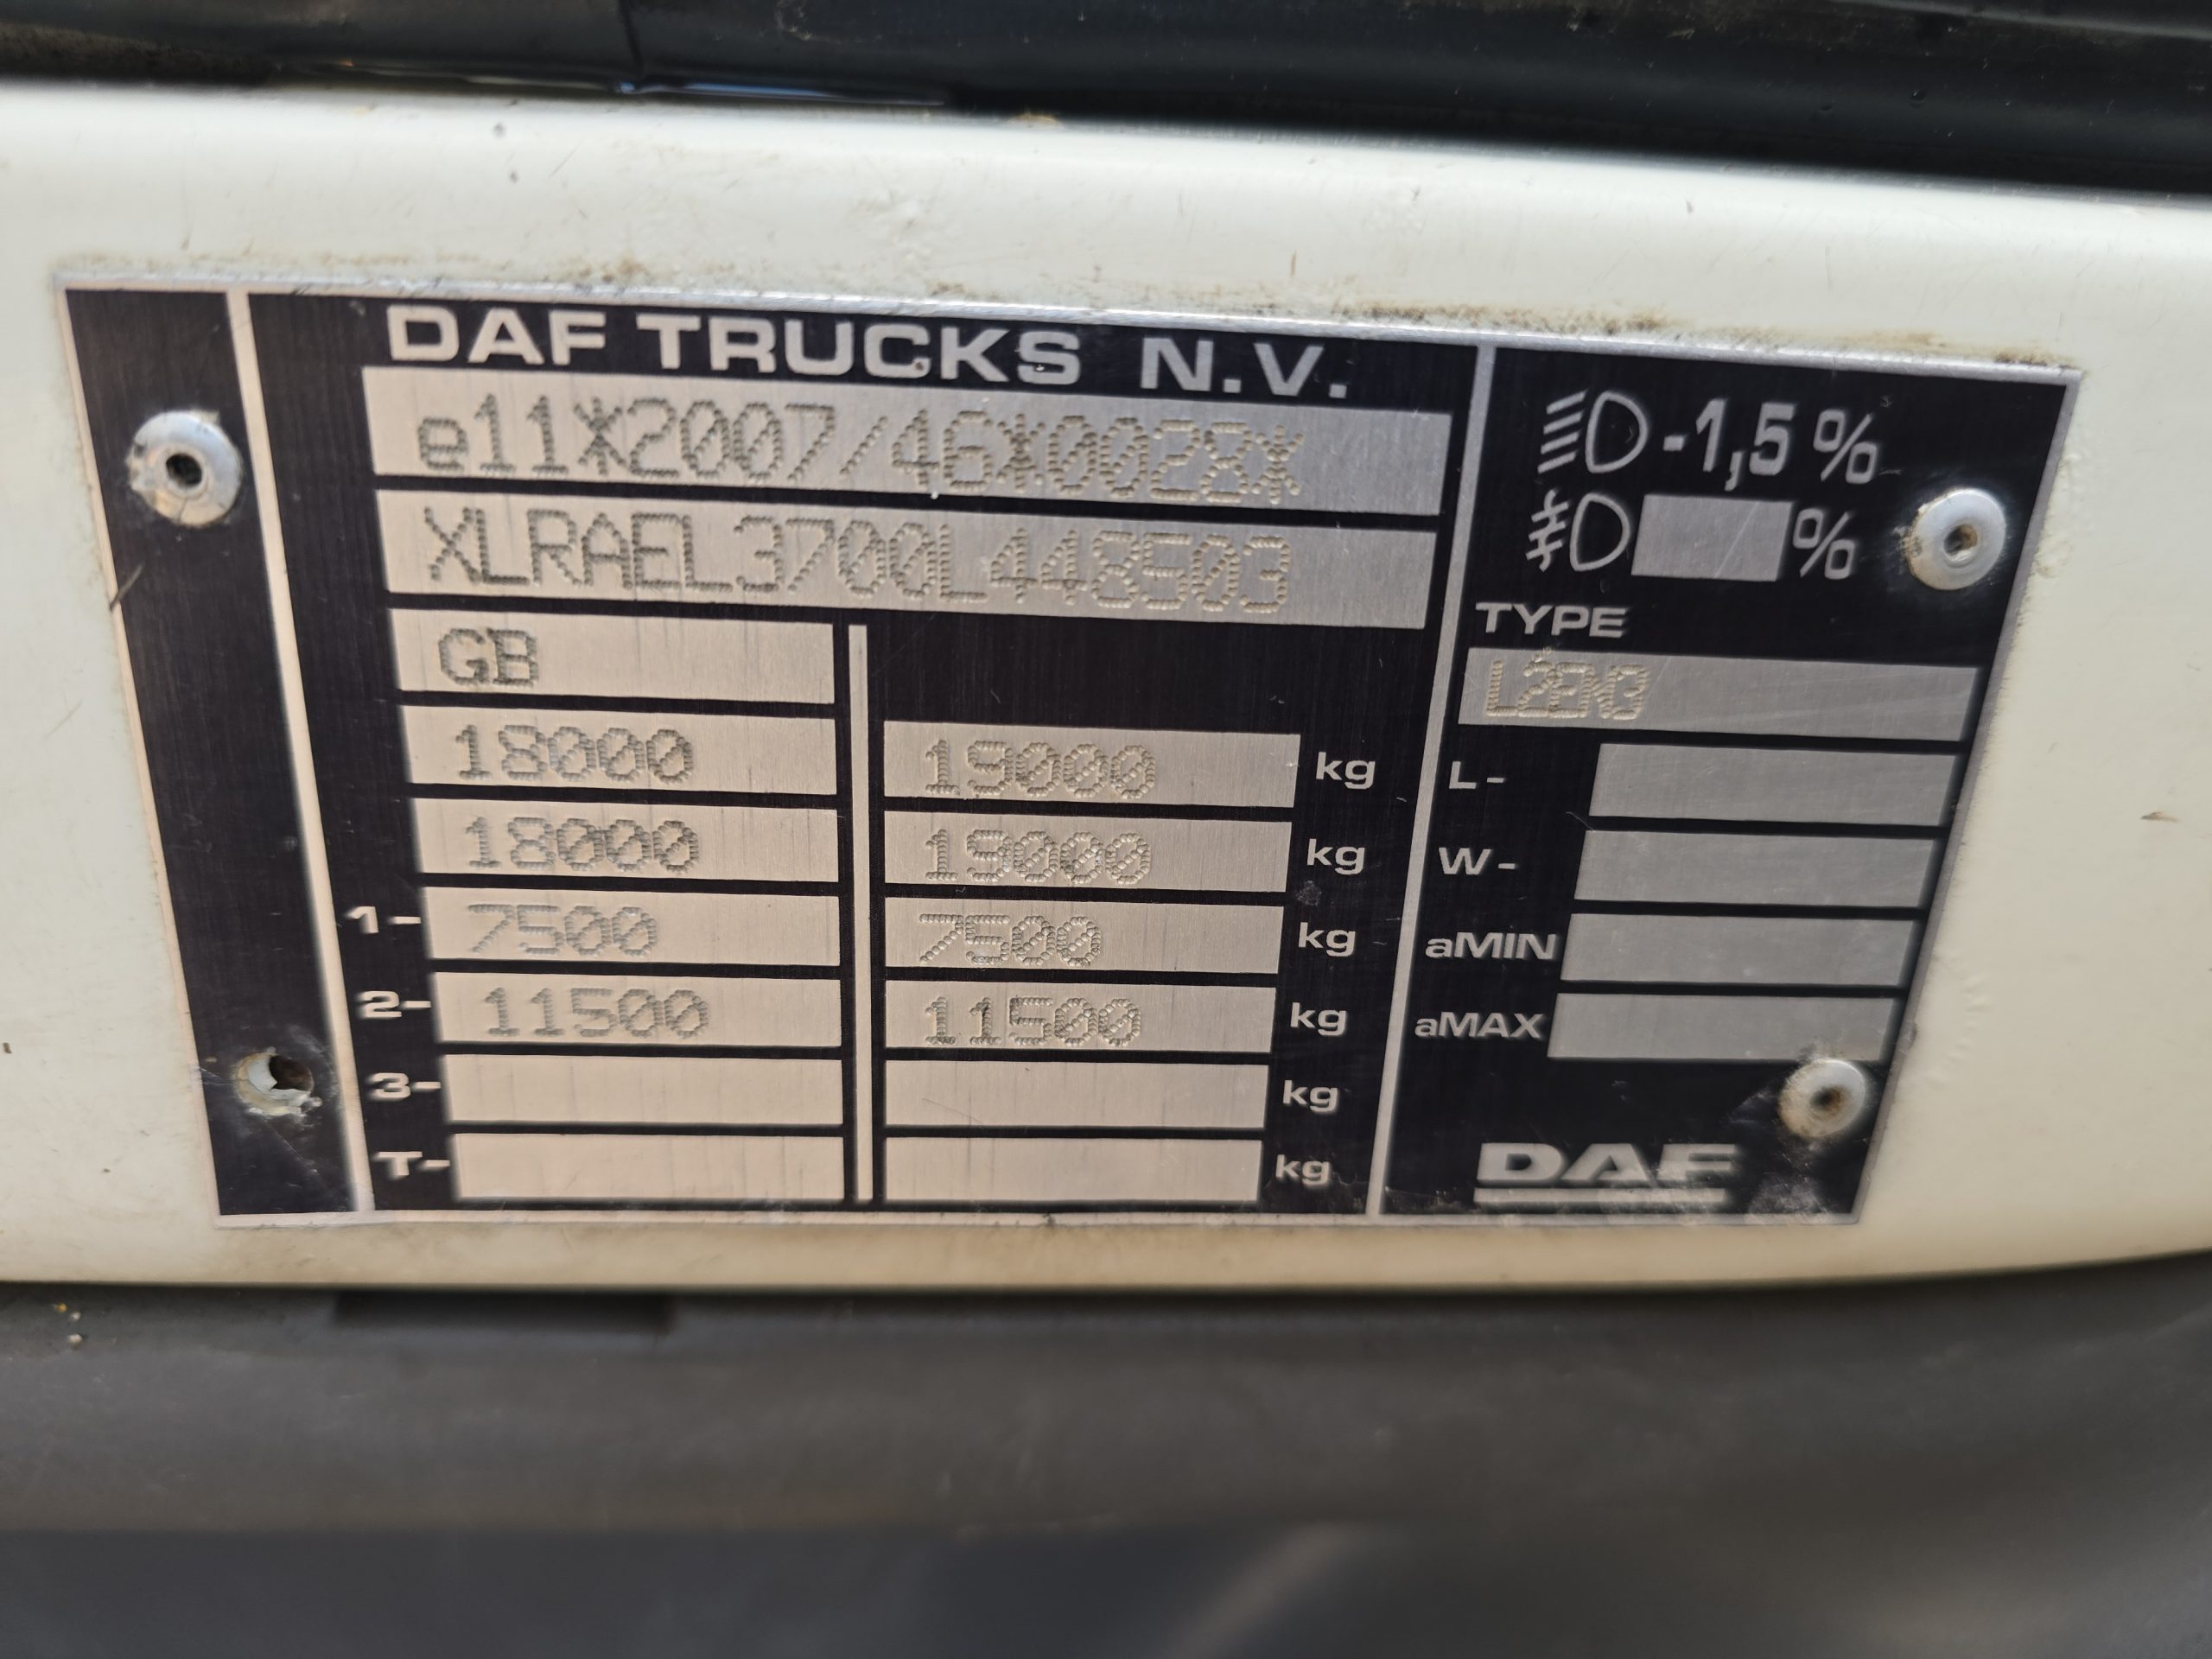 DAF TRUCKS N.V.
e11*2007/46*0028*
XLRAEL3700L448503
GB
18000 19000 kg
18000 19000 kg
1- 7500 7500 kg
2- 11500 11500 kg
3- kg
T- kg
-1,5 %
%
TYPE
L2EN3
L-
W-
aMIN
aMAX
DAF